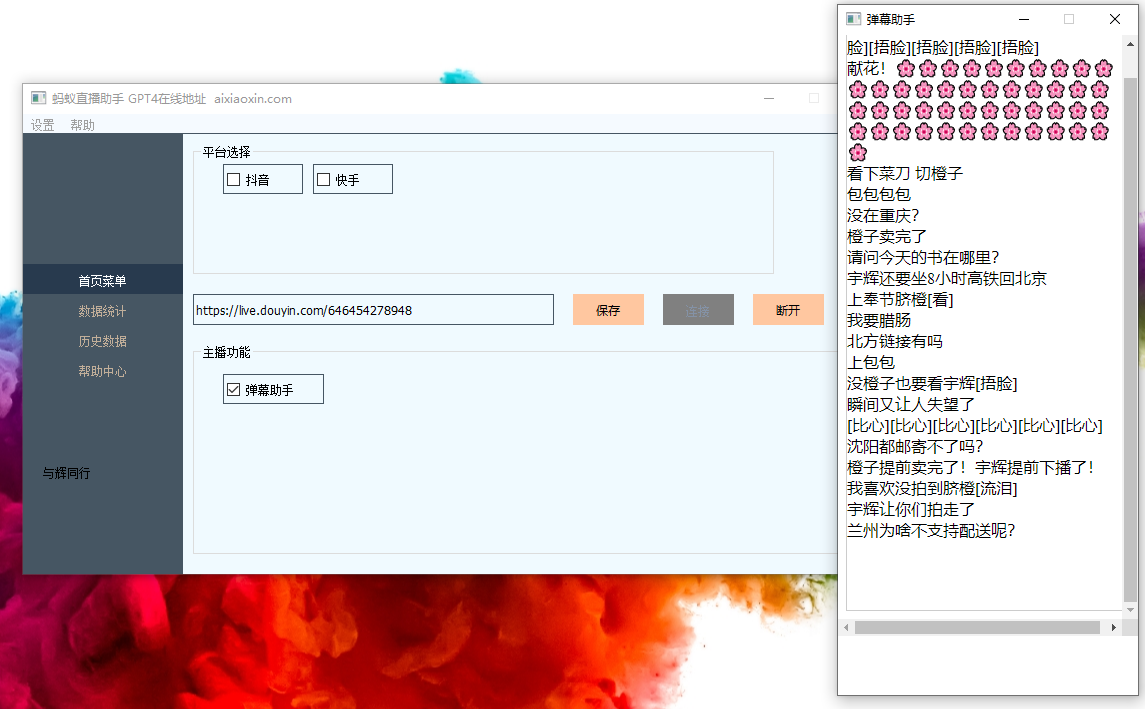 蚂蚁直播助手 GPT4在线地址 aixiaoxin.com
设置 帮助
首页菜单
数据统计
历史数据
帮助中心
与辉同行
平台选择
抖音 快手
https://live.douyin.com/646454278948 保存 连接 断开
主播功能
弹幕助手
弹幕助手
脸][捂脸][捂脸][捂脸][捂脸]
献花！🌸🌸🌸🌸🌸🌸🌸🌸🌸🌸
🌸🌸🌸🌸🌸🌸🌸🌸🌸🌸🌸🌸
🌸🌸🌸🌸🌸🌸🌸🌸🌸🌸🌸🌸
🌸🌸🌸🌸🌸🌸🌸🌸🌸🌸🌸🌸
🌸
看下菜刀 切橙子
包包包包
没在重庆?
橙子卖完了
请问今天的书在哪里?
宇辉还要坐8小时高铁回北京
上奉节脐橙[看]
我要腊肠
北方链接有吗
上包包
没橙子也要看宇辉[捂脸]
瞬间又让人失望了
[比心][比心][比心][比心][比心][比心]
沈阳都邮寄不了吗?
橙子提前卖完了！宇辉提前下播了！
我喜欢没拍到脐橙[流泪]
宇辉让你们拍走了
兰州为啥不支持配送呢?